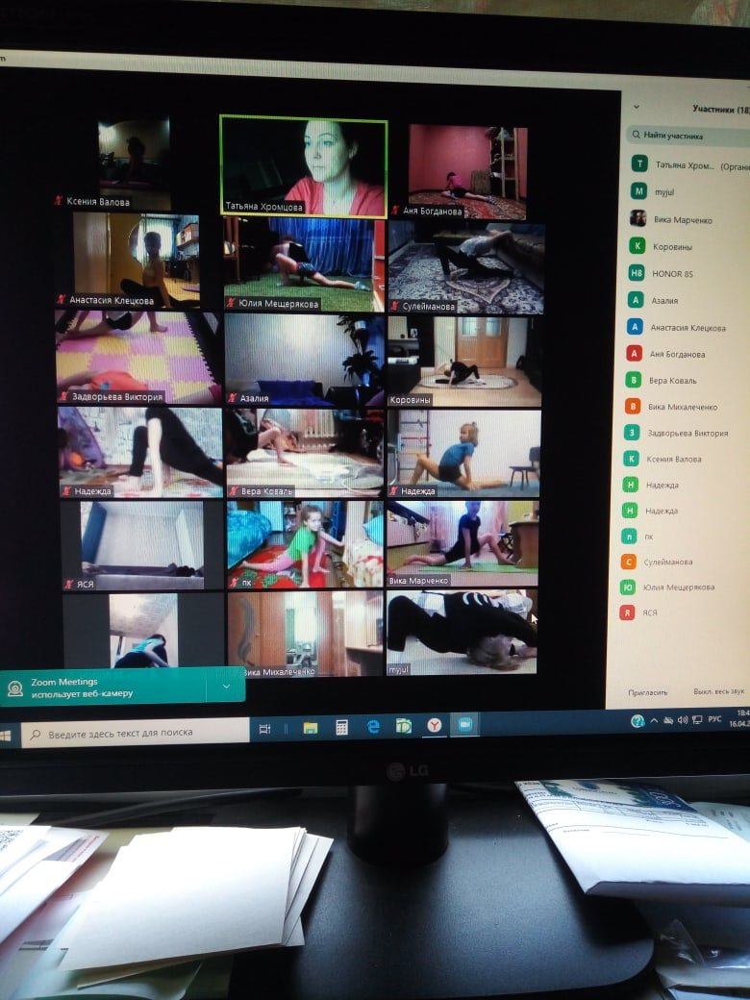 Участники (18
Найти участника
Ксения Валова
Татьяна Хромцова
Аня Богданова
Анастасия Клецкова
Юлия Мещерякова
Сулейманова
Задворьева Виктория
Азалия
Коровины
Надежда
Вера Коваль
Надежда
ЯСЯ
пк
Вика Марченко
Вика Михалеченко
myjul
Т Татьяна Хром... (Органи
M myjul
Вика Марченко
К Коровины
H8 HONOR 8S
А Азалия
А Анастасия Клецкова
А Аня Богданова
В Вера Коваль
В Вика Михалеченко
З Задворьева Виктория
К Ксения Валова
Н Надежда
Н Надежда
п пк
С Сулейманова
Ю Юлия Мещерякова
Я ЯСЯ
Пригласить Выкл. весь звук
Zoom Meetings
использует веб-камеру
Введите здесь текст для поиска
РУС
18:4
16.04.2
LG